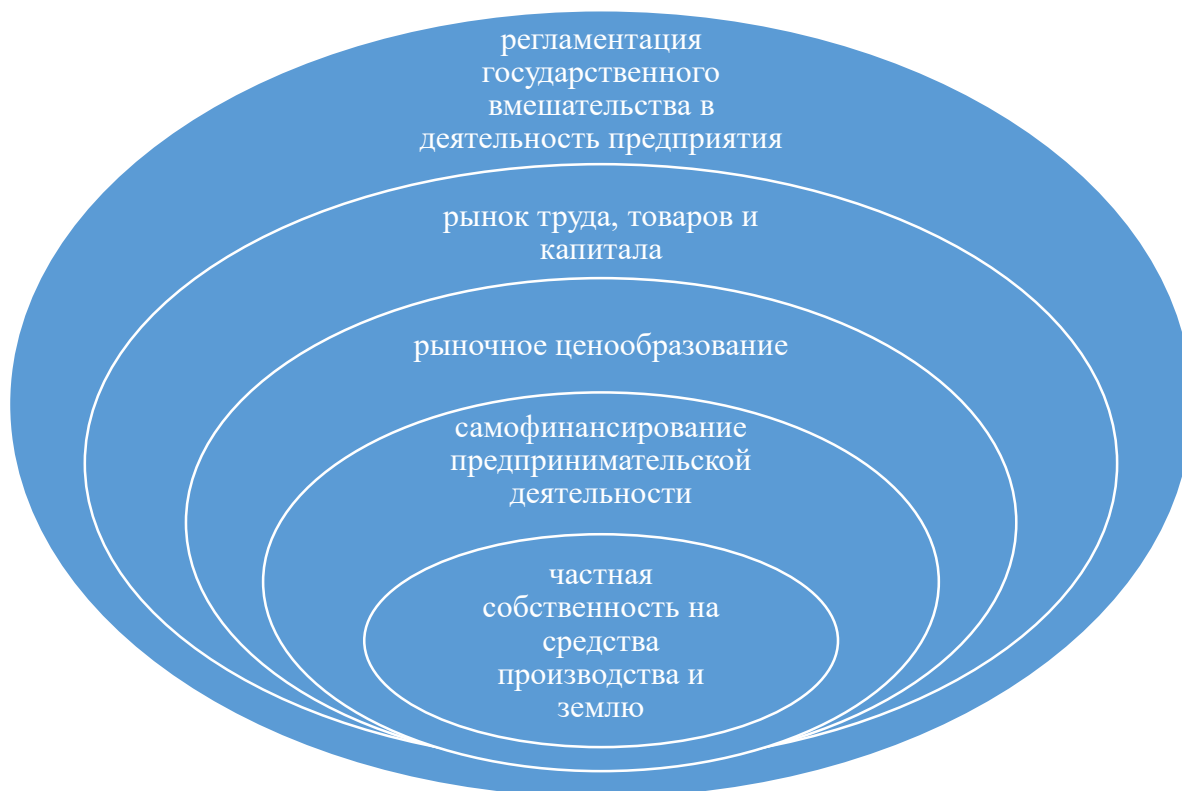 регламентация
государственного
вмешательства в
деятельность предприятия
рынок труда, товаров и
капитала
рыночное ценообразование
самофинансирование
предпринимательской
деятельности
частная
собственность на
средства
производства и
землю